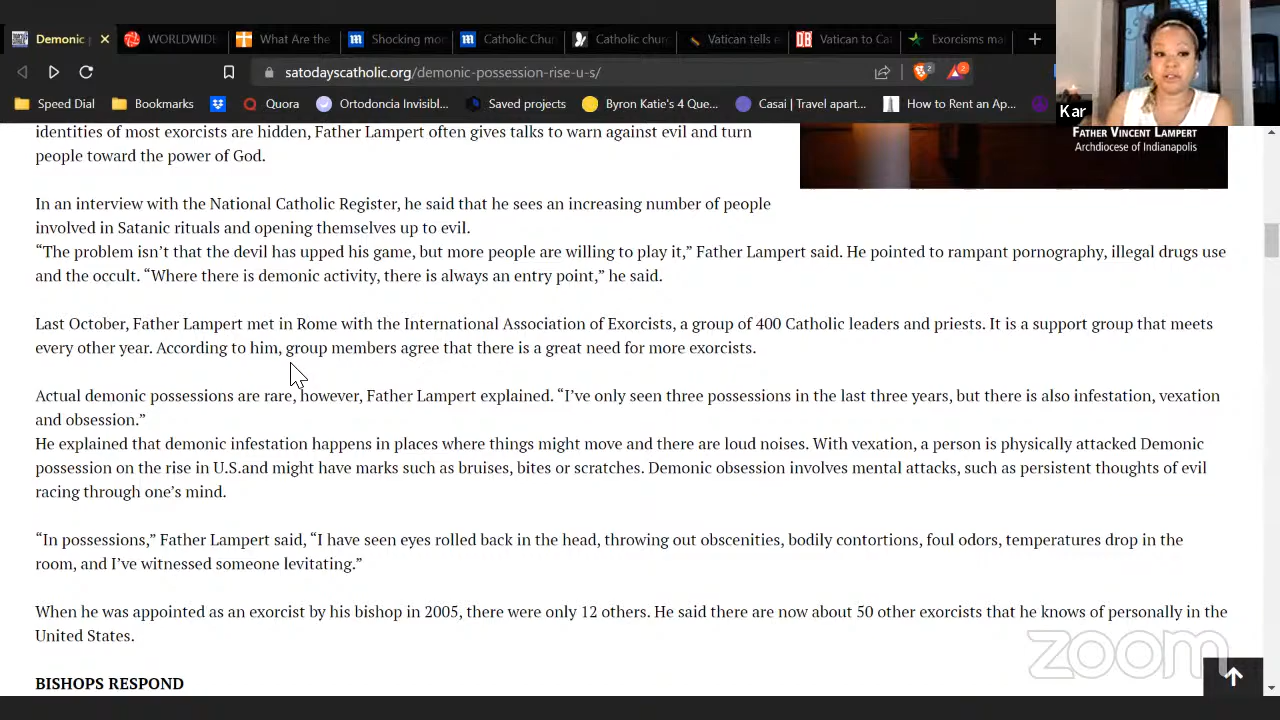 Demonic p
WORLDWIDE
What Are the
Shocking mo
Catholic Chur
Catholic churc
Vatican tells e
Vatican to Cat
Exorcisms ma
satodayscatholic.org/demonic-possession-rise-u-s/
2
2
Speed Dial
Bookmarks
Quora
Ortodoncia Invisibl...
Saved projects
Byron Katie's 4 Que...
Casai | Travel apart...
How to Rent an Ap...
Kar
identities of most exorcists are hidden, Father Lampert often gives talks to warn against evil and turn
people toward the power of God.
FATHER VINCENT LAMPERT
Archdiocese of Indianapolis
In an interview with the National Catholic Register, he said that he sees an increasing number of people
involved in Satanic rituals and opening themselves up to evil.
“The problem isn’t that the devil has upped his game, but more people are willing to play it,” Father Lampert said. He pointed to rampant pornography, illegal drugs use
and the occult. “Where there is demonic activity, there is always an entry point,” he said.
Last October, Father Lampert met in Rome with the International Association of Exorcists, a group of 400 Catholic leaders and priests. It is a support group that meets
every other year. According to him, group members agree that there is a great need for more exorcists.
Actual demonic possessions are rare, however, Father Lampert explained. “I’ve only seen three possessions in the last three years, but there is also infestation, vexation
and obsession.”
He explained that demonic infestation happens in places where things might move and there are loud noises. With vexation, a person is physically attacked Demonic
possession on the rise in U.S.and might have marks such as bruises, bites or scratches. Demonic obsession involves mental attacks, such as persistent thoughts of evil
racing through one’s mind.
“In possessions,” Father Lampert said, “I have seen eyes rolled back in the head, throwing out obscenities, bodily contortions, foul odors, temperatures drop in the
room, and I’ve witnessed someone levitating.”
When he was appointed as an exorcist by his bishop in 2005, there were only 12 others. He said there are now about 50 other exorcists that he knows of personally in the
United States.
zoom
BISHOPS RESPOND